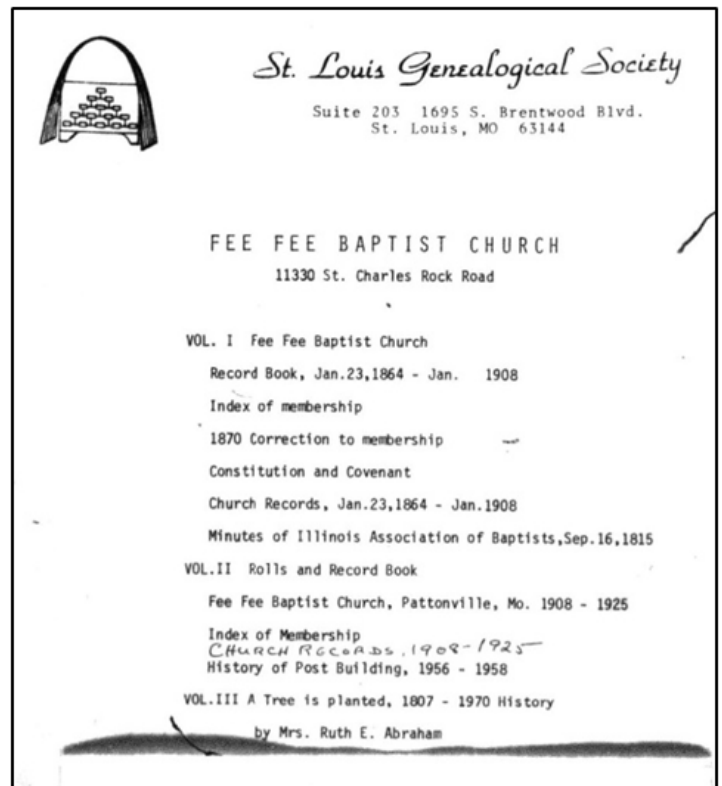 St. Louis Genealogical Society
Suite 203 1695 S. Brentwood Blvd.
St. Louis, MO 63144
FEE FEE BAPTIST CHURCH
11330 St. Charles Rock Road
VOL. I Fee Fee Baptist Church
Record Book, Jan.23,1864 - Jan. 1908
Index of membership
1870 Correction to membership
Constitution and Covenant
Church Records, Jan.23,1864 - Jan.1908
Minutes of Illinois Association of Baptists,Sep.16,1815
VOL.II Rolls and Record Book
Fee Fee Baptist Church, Pattonville, Mo. 1908 - 1925
Index of Membership
CHURCH RECORDS, 1908-1925
History of Post Building, 1956 - 1958
VOL.III A Tree is planted, 1807 - 1970 History
by Mrs. Ruth E. Abraham